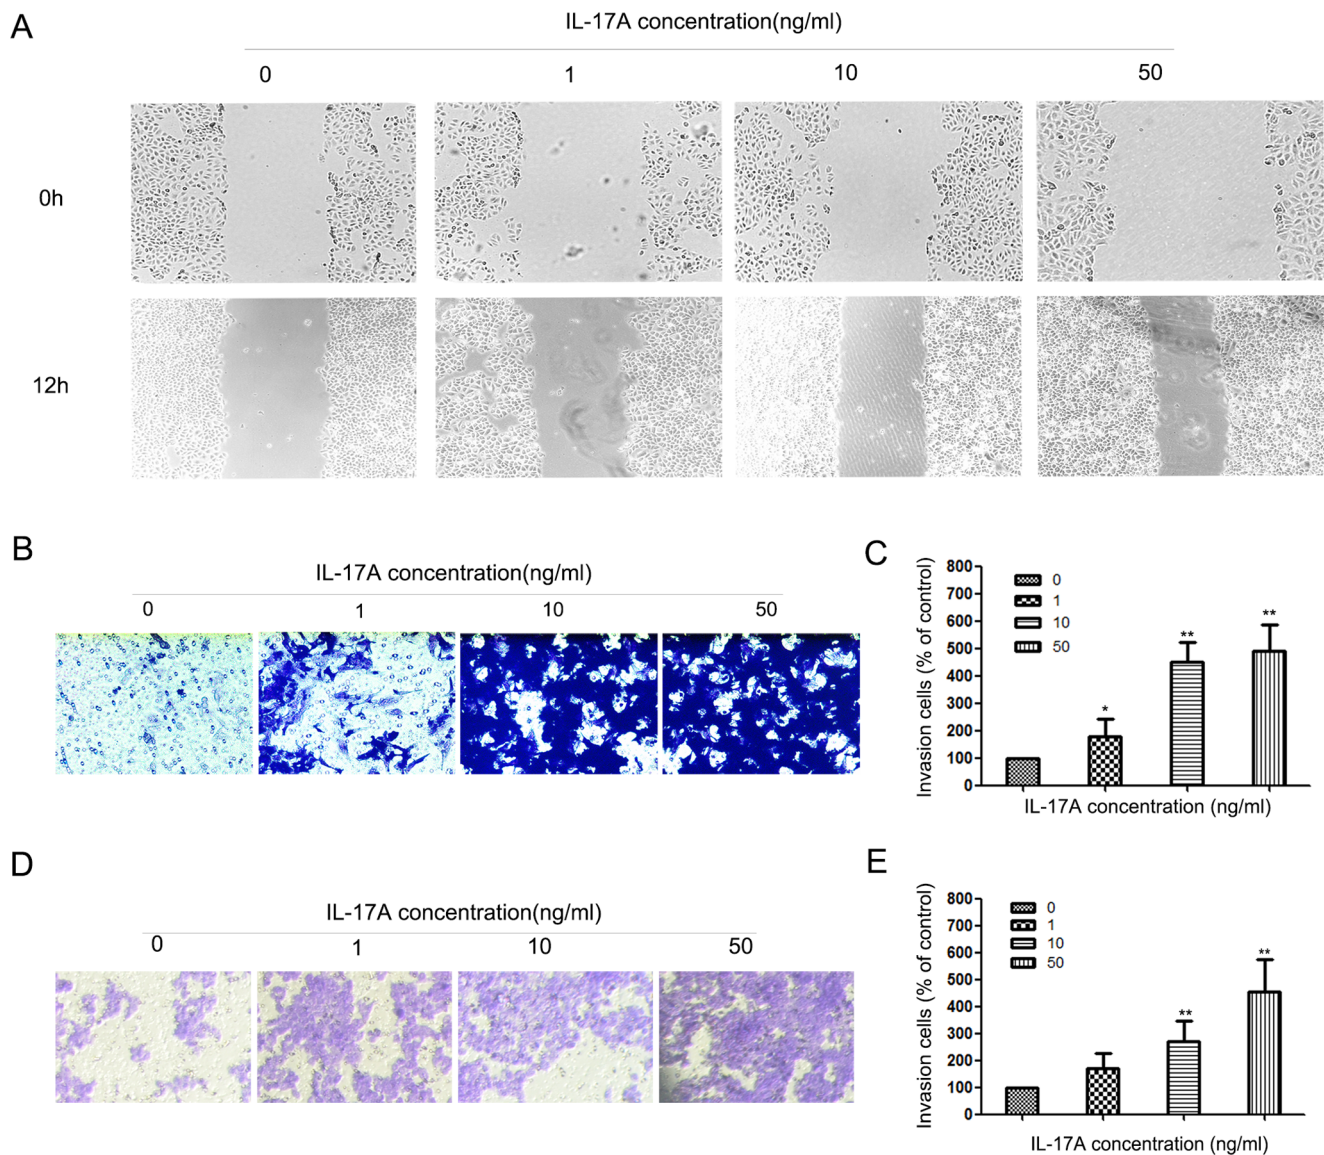 A
IL-17A concentration(ng/ml)
0 1 10 50
0h
12h
B
IL-17A concentration(ng/ml)
0 1 10 50
C
800
700
600
500
400
300
200
100
0
Invasion cells (% of control)
0
1
10
50
*
**
**
IL-17A concentration (ng/ml)
D
IL-17A concentration(ng/ml)
0 1 10 50
E
800
700
600
500
400
300
200
100
0
Invasion cells (% of control)
0
1
10
50
**
**
IL-17A concentration (ng/ml)